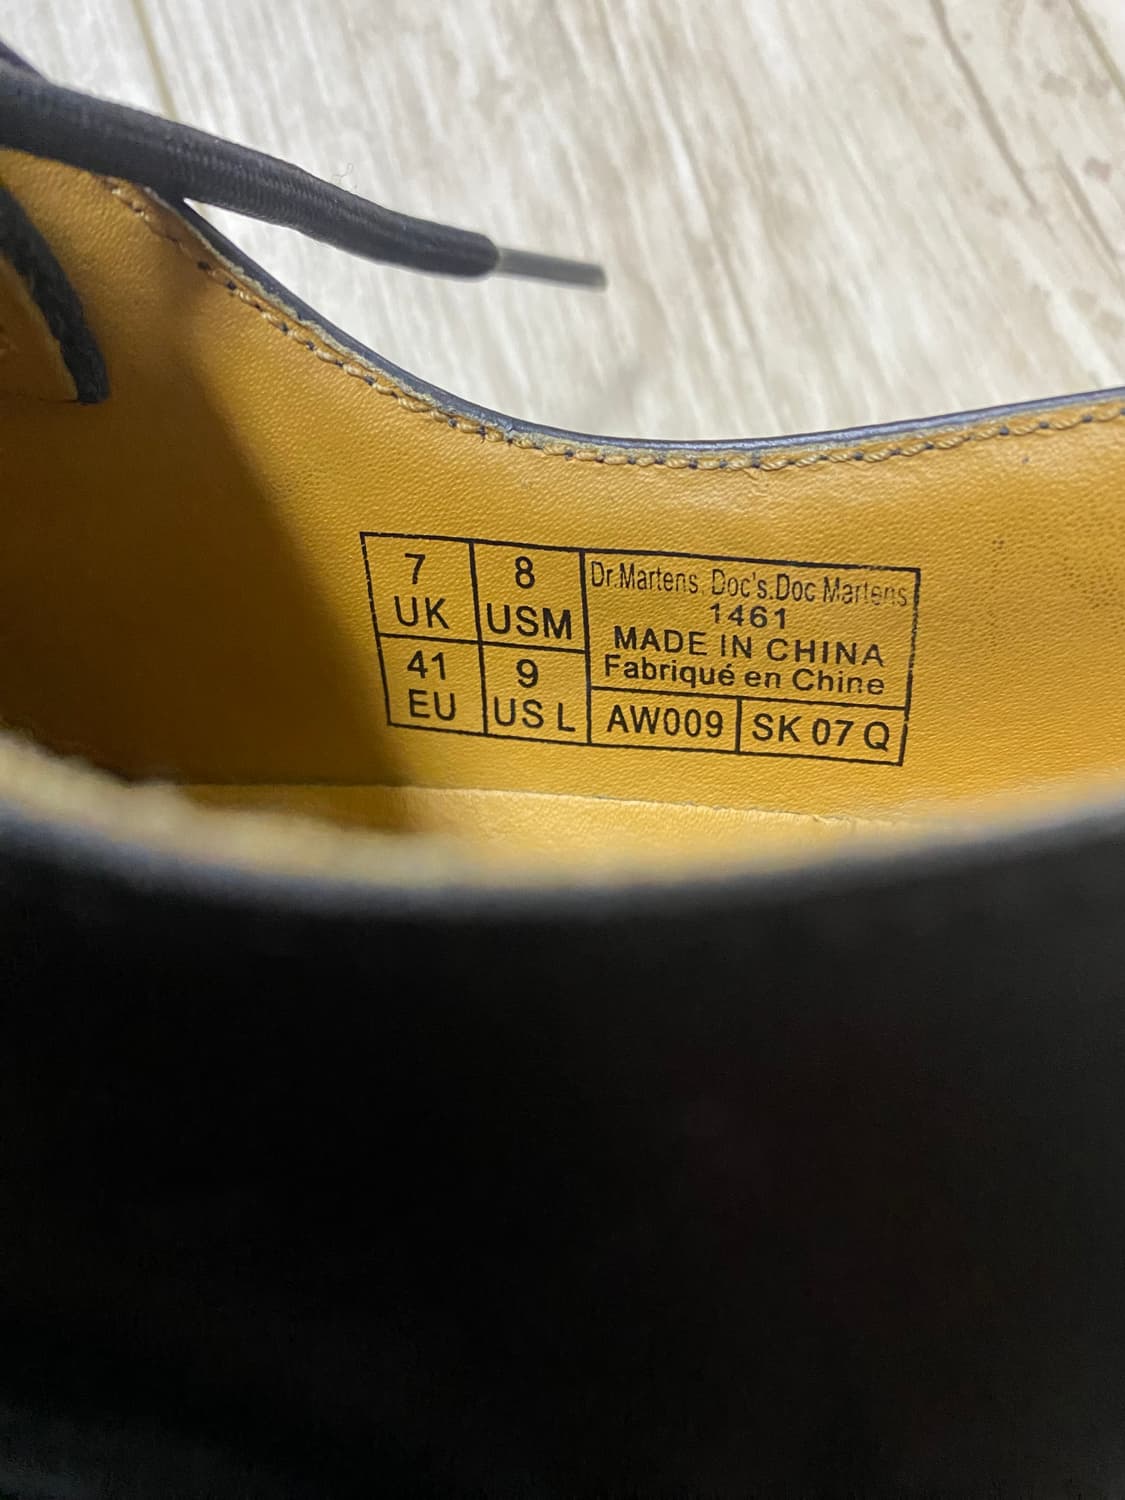 7
UK
8
USM
41
EU
9
US L
Dr.Martens, Doc's.Doc Martens
1461
MADE IN CHINA
Fabriqué en Chine
AW009
SK 07 Q